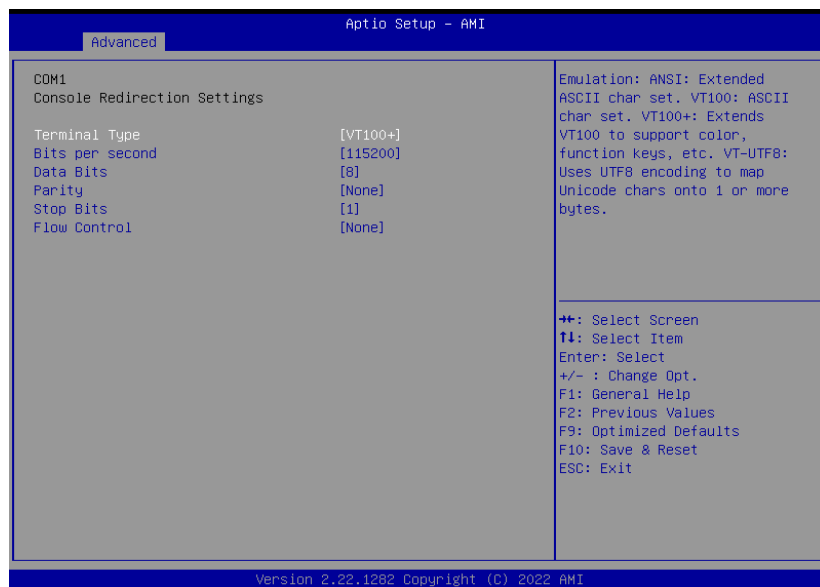 Aptio Setup - AMI
Advanced
COM1
Console Redirection Settings
Terminal Type [VT100+]
Bits per second [115200]
Data Bits [8]
Parity [None]
Stop Bits [1]
Flow Control [None]
Emulation: ANSI: Extended
ASCII char set. VT100: ASCII
char set. VT100+: Extends
VT100 to support color,
function keys, etc. VT-UTF8:
Uses UTF8 encoding to map
Unicode chars onto 1 or more
bytes.
→←: Select Screen
↑↓: Select Item
Enter: Select
+/- : Change Opt.
F1: General Help
F2: Previous Values
F9: Optimized Defaults
F10: Save & Reset
ESC: Exit
Version 2.22.1282 Copyright (C) 2022 AMI